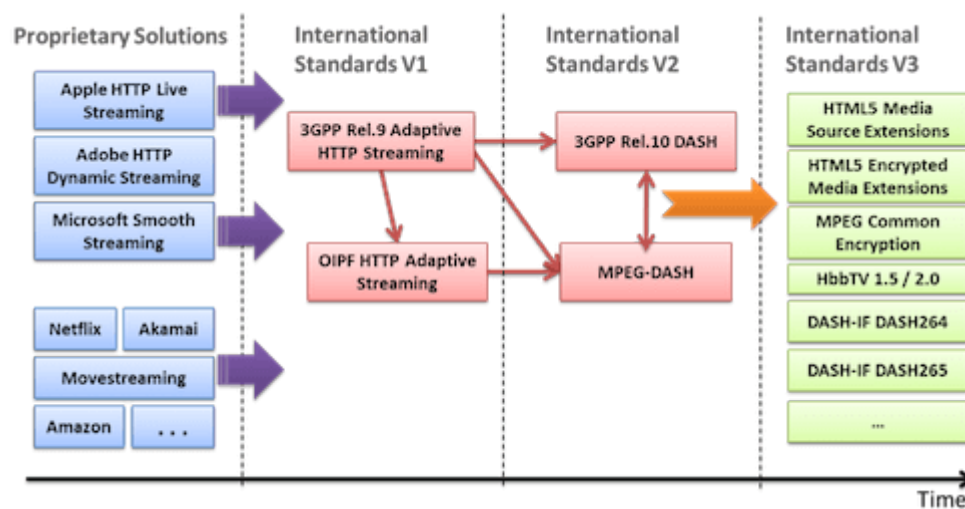 Proprietary Solutions
Apple HTTP Live
Streaming
Adobe HTTP
Dynamic Streaming
Microsoft Smooth
Streaming
Netflix
Akamai
Movestreaming
Amazon
. . .
International
Standards V1
3GPP Rel.9 Adaptive
HTTP Streaming
OIPF HTTP Adaptive
Streaming
International
Standards V2
3GPP Rel.10 DASH
MPEG-DASH
International
Standards V3
HTML5 Media
Source Extensions
HTML5 Encrypted
Media Extensions
MPEG Common
Encryption
HbbTV 1.5 / 2.0
DASH-IF DASH264
DASH-IF DASH265
...
Time